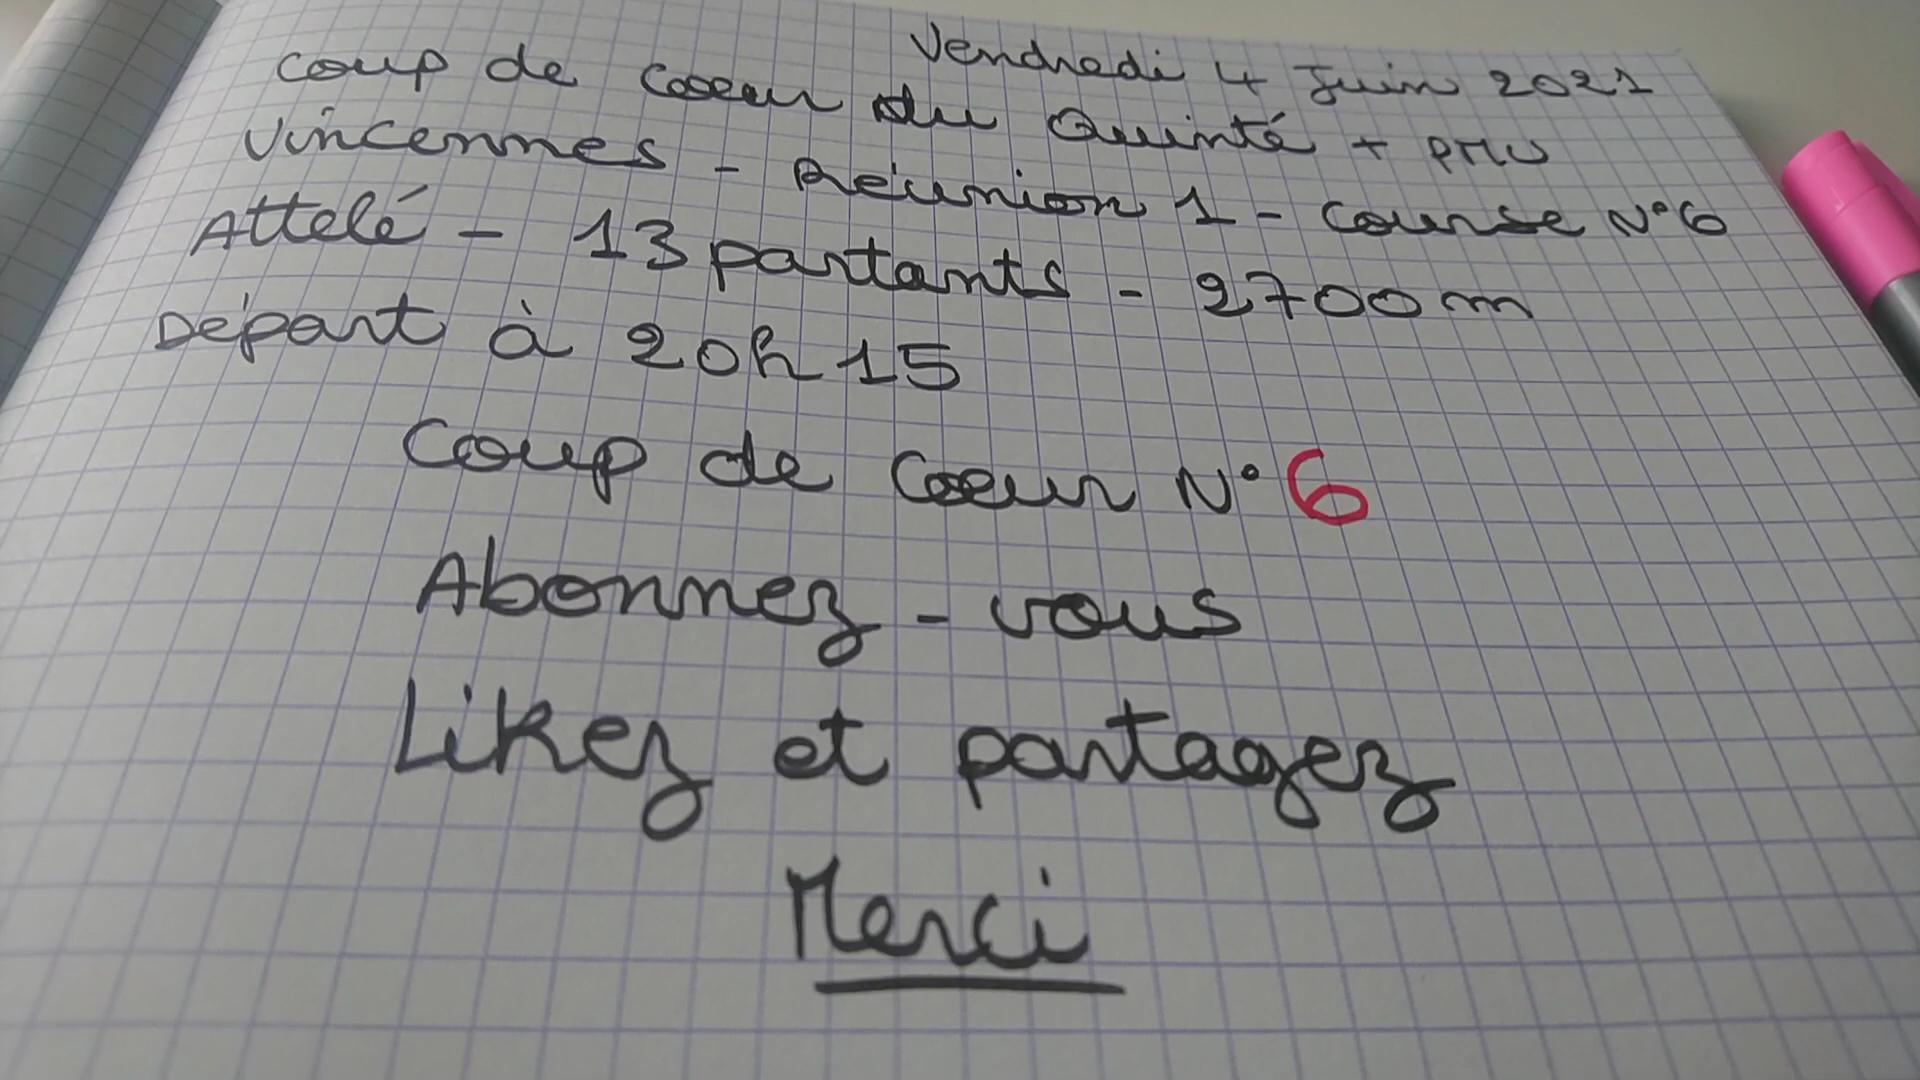 Vendredi 4 Juin 2021
Coup de Coeur du Quinté + PMU
Vincennes - Réunion 1 - Course N°6
Attelé - 13 partants - 2700m
Départ à 20h15
Coup de Coeur N°6
Abonnez-vous
Likez et partagez
Merci